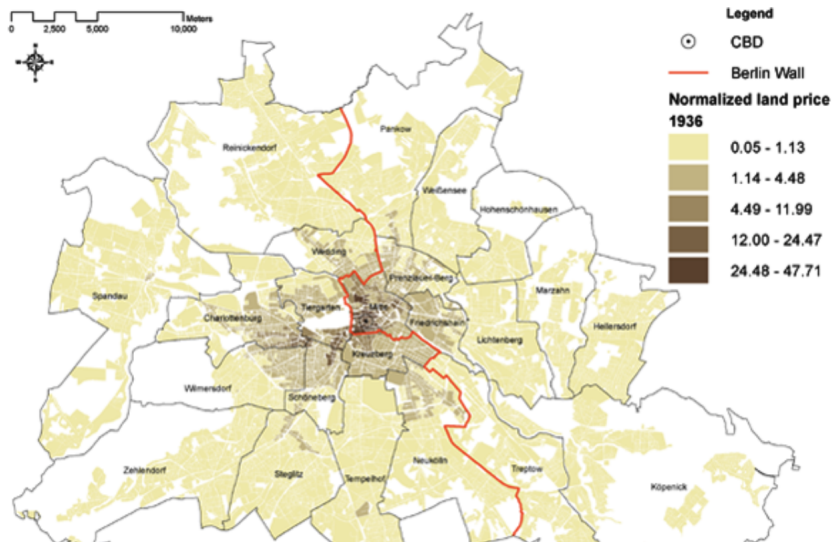 0 2,500 5,000 10,000 Meters
N
W E
S
Legend
CBD
Berlin Wall
Normalized land price
1936
0.05 - 1.13
1.14 - 4.48
4.49 - 11.99
12.00 - 24.47
24.48 - 47.71
Pankow
Reinickendorf
Weißensee
Hohenschönhausen
Wedding
Prenzlauer Berg
Marzahn
Spandau
Tiergarten
Mitte
Charlottenburg
Friedrichshain
Hellersdorf
Lichtenberg
Kreuzberg
Wilmersdorf
Schöneberg
Zehlendorf
Steglitz
Tempelhof
Neukölln
Treptow
Köpenick